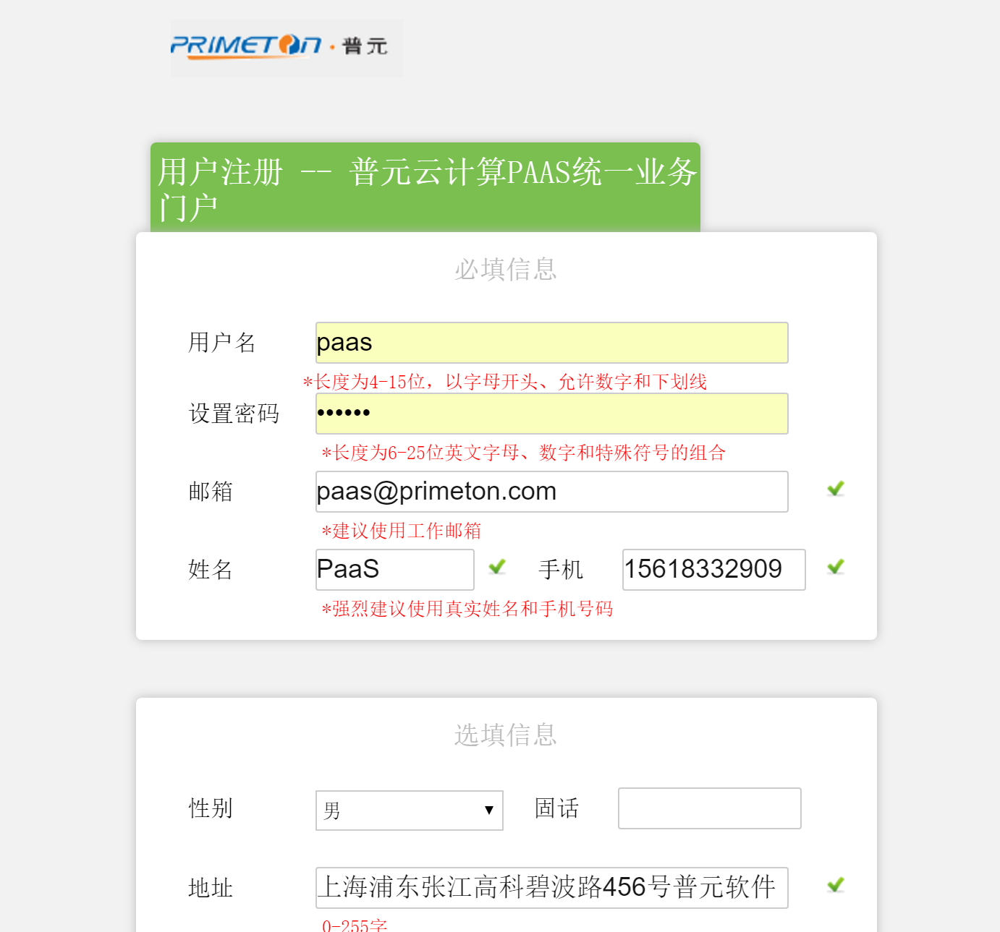 PRIMETON · 普元
用户注册 -- 普元云计算PAAS统一业务
门户
必填信息
用户名 paas
*长度为4-15位，以字母开头、允许数字和下划线
设置密码 ••••••
*长度为6-25位英文字母、数字和特殊符号的组合
邮箱 paas@primeton.com
*建议使用工作邮箱
姓名 PaaS 手机 15618332909
*强烈建议使用真实姓名和手机号码
选填信息
性别 男 固话
地址 上海浦东张江高科碧波路456号普元软件
0-255字